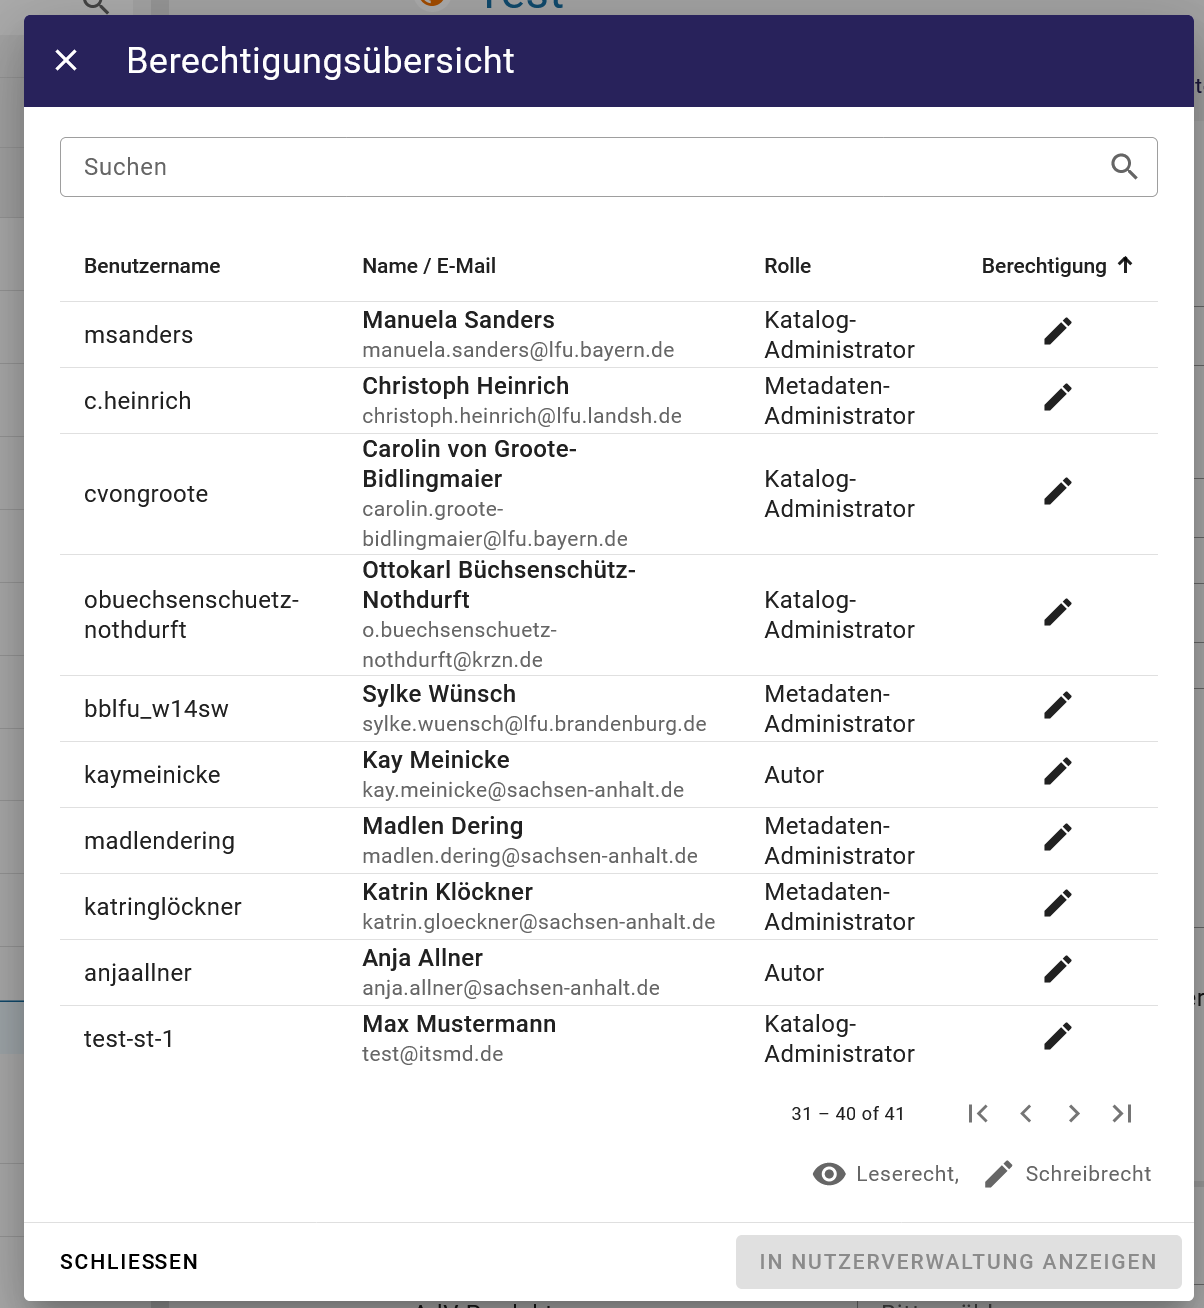 Test
Berechtigungsübersicht
Suchen
Benutzername Name / E-Mail Rolle Berechtigung
msanders Manuela Sanders Katalog-
manuela.sanders@lfu.bayern.de Administrator
c.heinrich Christoph Heinrich Metadaten-
christoph.heinrich@lfu.landsh.de Administrator
Carolin von Groote-
cvongroote Bidlingmaier Katalog-
carolin.groote- Administrator
bidlingmaier@lfu.bayern.de
Ottokarl Büchsenschütz-
obuechsenschuetz- Nothdurft Katalog-
nothdurft o.buechsenschuetz- Administrator
nothdurft@krzn.de
bblfu_w14sw Sylke Wünsch Metadaten-
sylke.wuensch@lfu.brandenburg.de Administrator
kaymeinicke Kay Meinicke Autor
kay.meinicke@sachsen-anhalt.de
madlendering Madlen Dering Metadaten-
madlen.dering@sachsen-anhalt.de Administrator
katringlöckner Katrin Klöckner Metadaten-
katrin.gloeckner@sachsen-anhalt.de Administrator
anjaallner Anja Allner Autor
anja.allner@sachsen-anhalt.de
test-st-1 Max Mustermann Katalog-
test@itsmd.de Administrator
31 – 40 of 41
Leserecht, Schreibrecht
SCHLIESSEN IN NUTZERVERWALTUNG ANZEIGEN